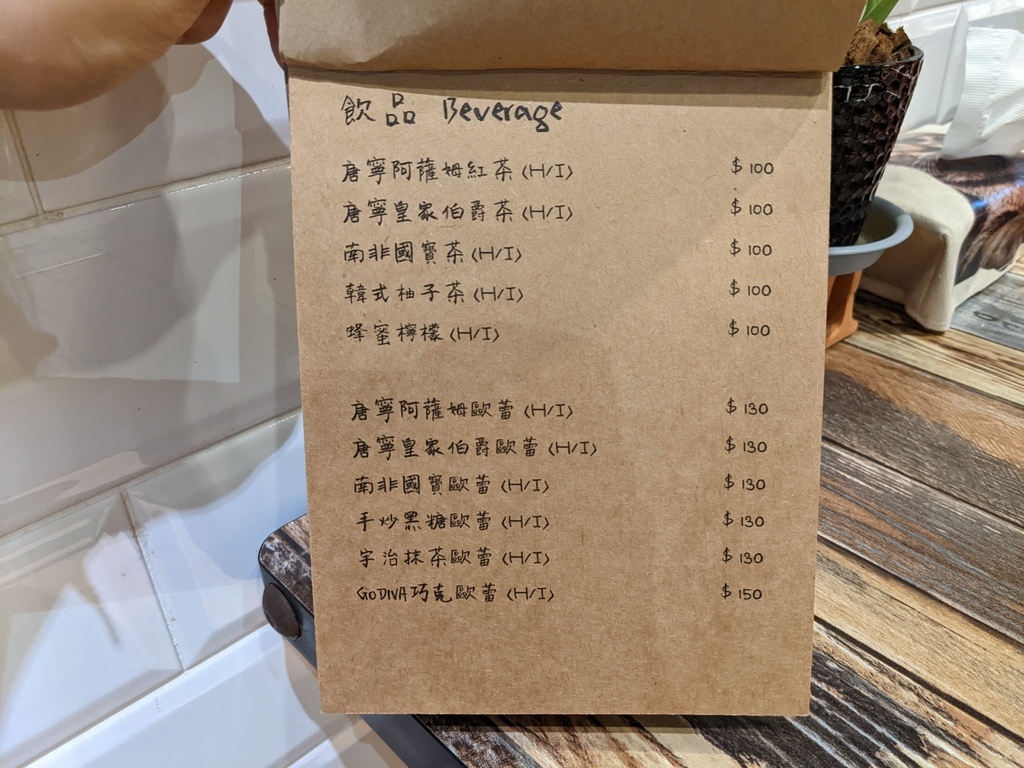 飲品 Beverage
唐寧阿薩姆紅茶 (H/I) $100
唐寧皇家伯爵茶 (H/I) $100
南非國寶茶 (H/I) $100
韓式柚子茶 (H/I) $100
蜂蜜檸檬 (H/I) $100
唐寧阿薩姆歐蕾 (H/I) $130
唐寧皇家伯爵歐蕾 (H/I) $130
南非國寶歐蕾 (H/I) $130
手炒黑糖歐蕾 (H/I) $130
宇治抹茶歐蕾 (H/I) $130
GODIVA巧克歐蕾 (H/I) $150